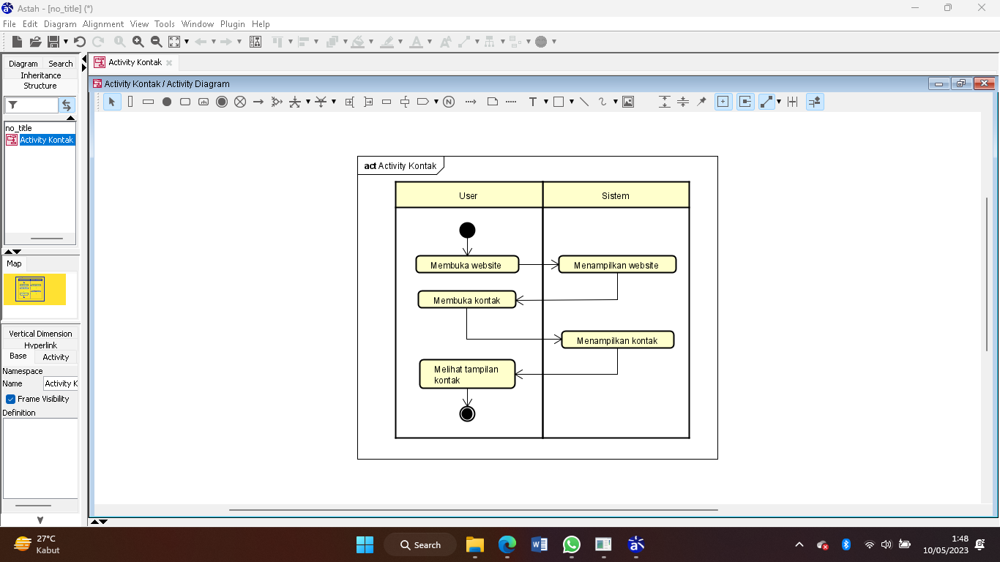 Astah - [no_title] (*)
File Edit Diagram Alignment View Tools Window Plugin Help
Diagram Search
Inheritance
Structure
no_title
Activity Kontak
Map
Vertical Dimension
Hyperlink
Base Activity
Namespace
Name Activity K
Frame Visibility
Definition
Activity Kontak
Activity Kontak / Activity Diagram
N T
act Activity Kontak
User Sistem
Membuka website Menampilkan website
Membuka kontak
Menampilkan kontak
Melihat tampilan
kontak
27°C
Kabut
Search
1:48
10/05/2023